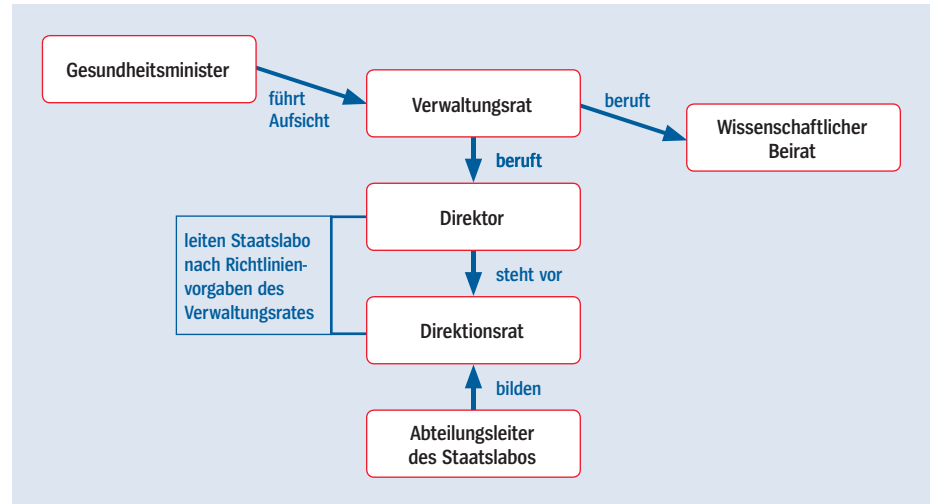 Gesundheitsminister
führt
Aufsicht
Verwaltungsrat
beruft
Wissenschaftlicher
Beirat
beruft
Direktor
leiten Staatslabo
nach Richtlinien-
vorgaben des
Verwaltungsrates
steht vor
Direktionsrat
bilden
Abteilungsleiter
des Staatslabos